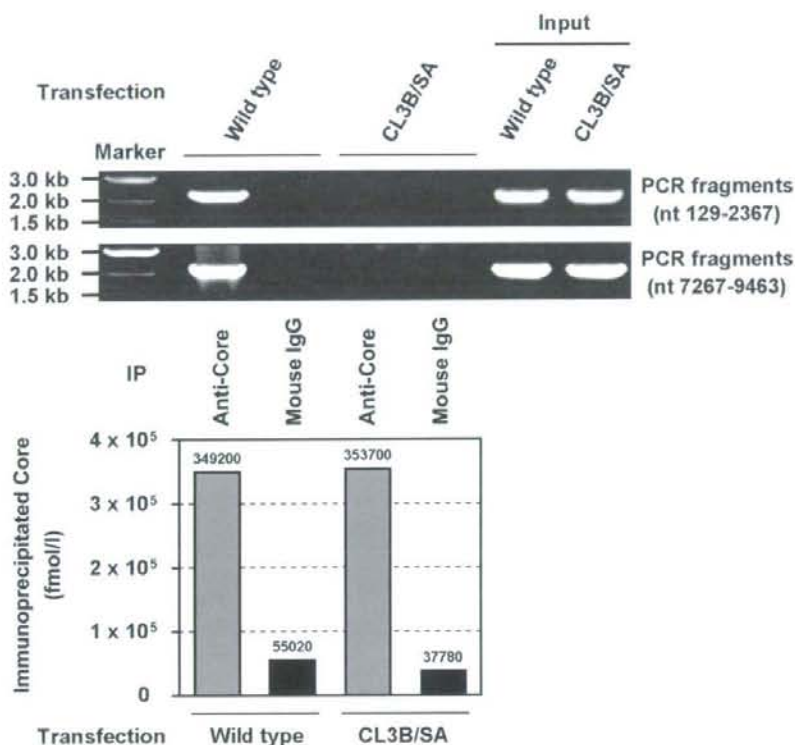 Input
Transfection
Wild type
CL3B/SA
Wild type
CL3B/SA
Marker
3.0 kb
2.0 kb
1.5 kb
PCR fragments
(nt 129-2367)
3.0 kb
2.0 kb
1.5 kb
PCR fragments
(nt 7267-9463)
IP
Anti-Core
Mouse IgG
Anti-Core
Mouse IgG
Immunoprecipitated Core
(fmol/l)
4 x 10⁵
3 x 10⁵
2 x 10⁵
1 x 10⁵
0
349200
55020
353700
37780
Transfection
Wild type
CL3B/SA